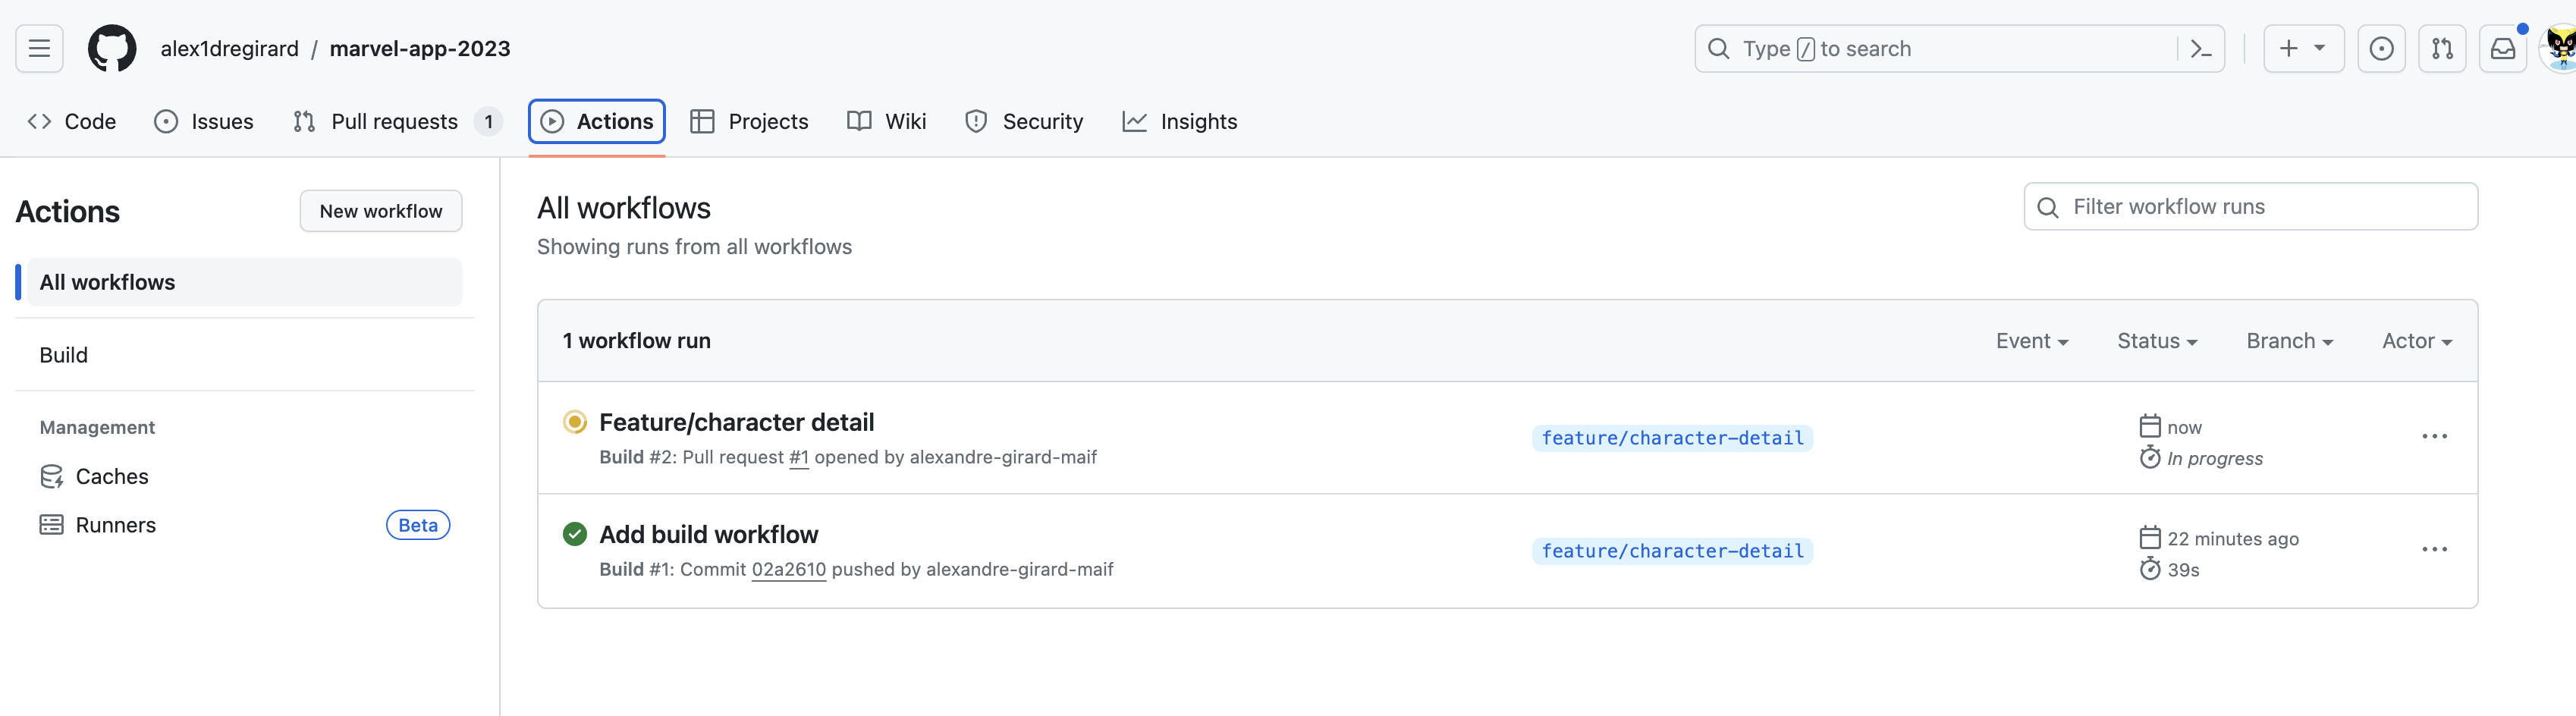 alex1dregirard / marvel-app-2023
Type / to search
Code Issues Pull requests 1 Actions Projects Wiki Security Insights
Actions
New workflow
All workflows
Build
Management
Caches
Runners Beta
All workflows
Showing runs from all workflows
Filter workflow runs
1 workflow run Event Status Branch Actor
Feature/character detail
Build #2: Pull request #1 opened by alexandre-girard-maif
feature/character-detail
now
In progress
Add build workflow
Build #1: Commit 02a2610 pushed by alexandre-girard-maif
feature/character-detail
22 minutes ago
39s